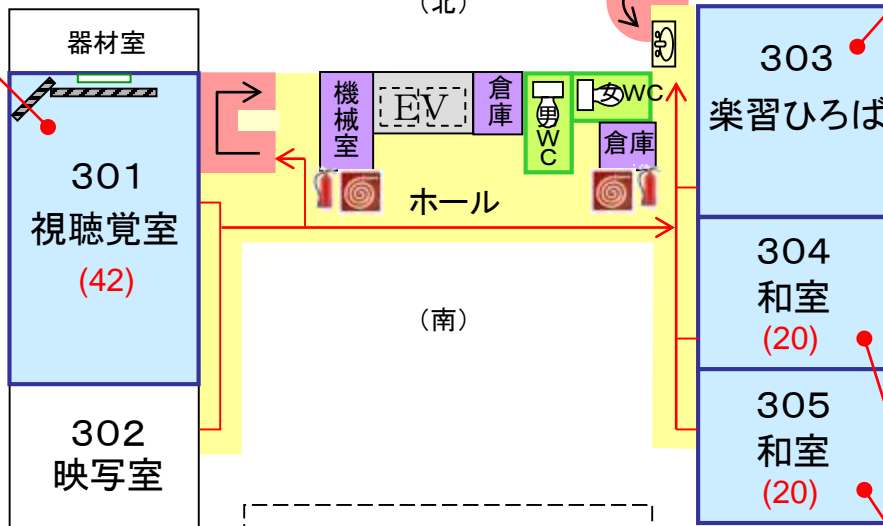 （北）
器材室
301
視聴覚室
(42)
302
映写室
機械室
EV
倉庫
男
WC
女WC
倉庫
ホール
（南）
303
楽習ひろば
304
和室
(20)
305
和室
(20)